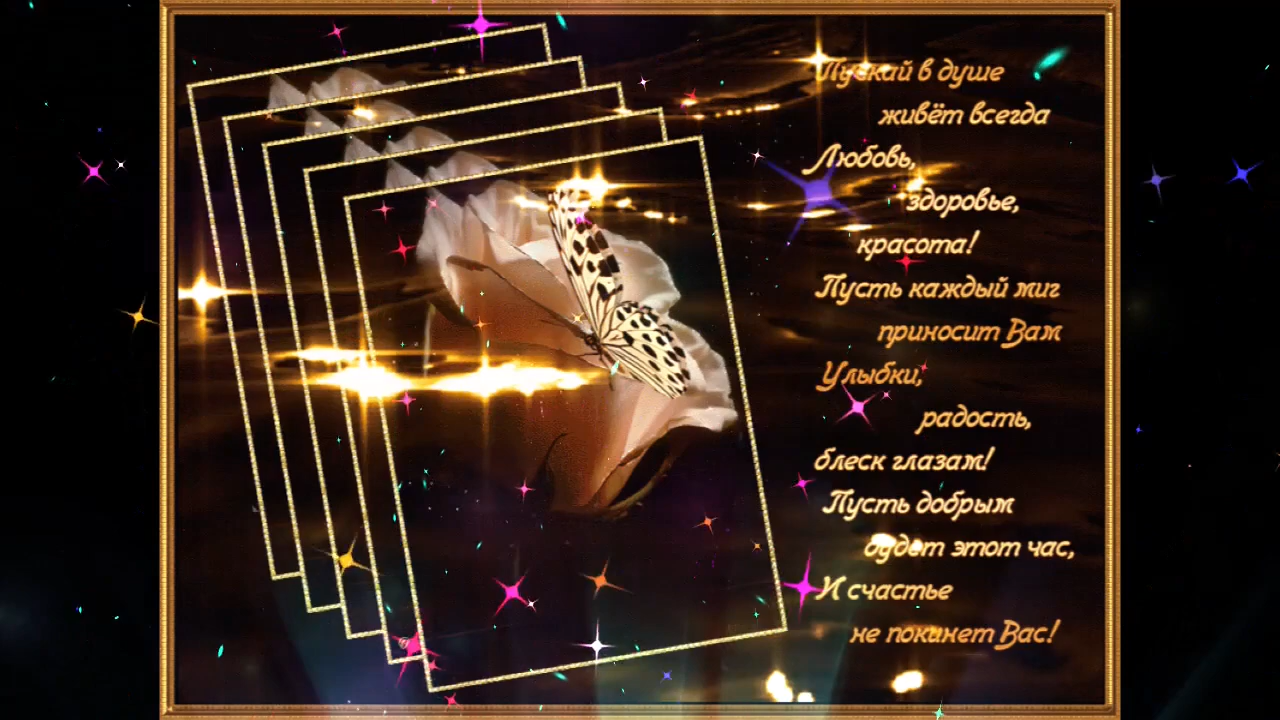 Пускай в душе
живёт всегда
Любовь,
здоровье,
красота!
Пусть каждый миг
приносит Вам
Улыбки,
радость,
блеск глазам!
Пусть добрым
будет этот час,
И счастье
не покинет Вас!